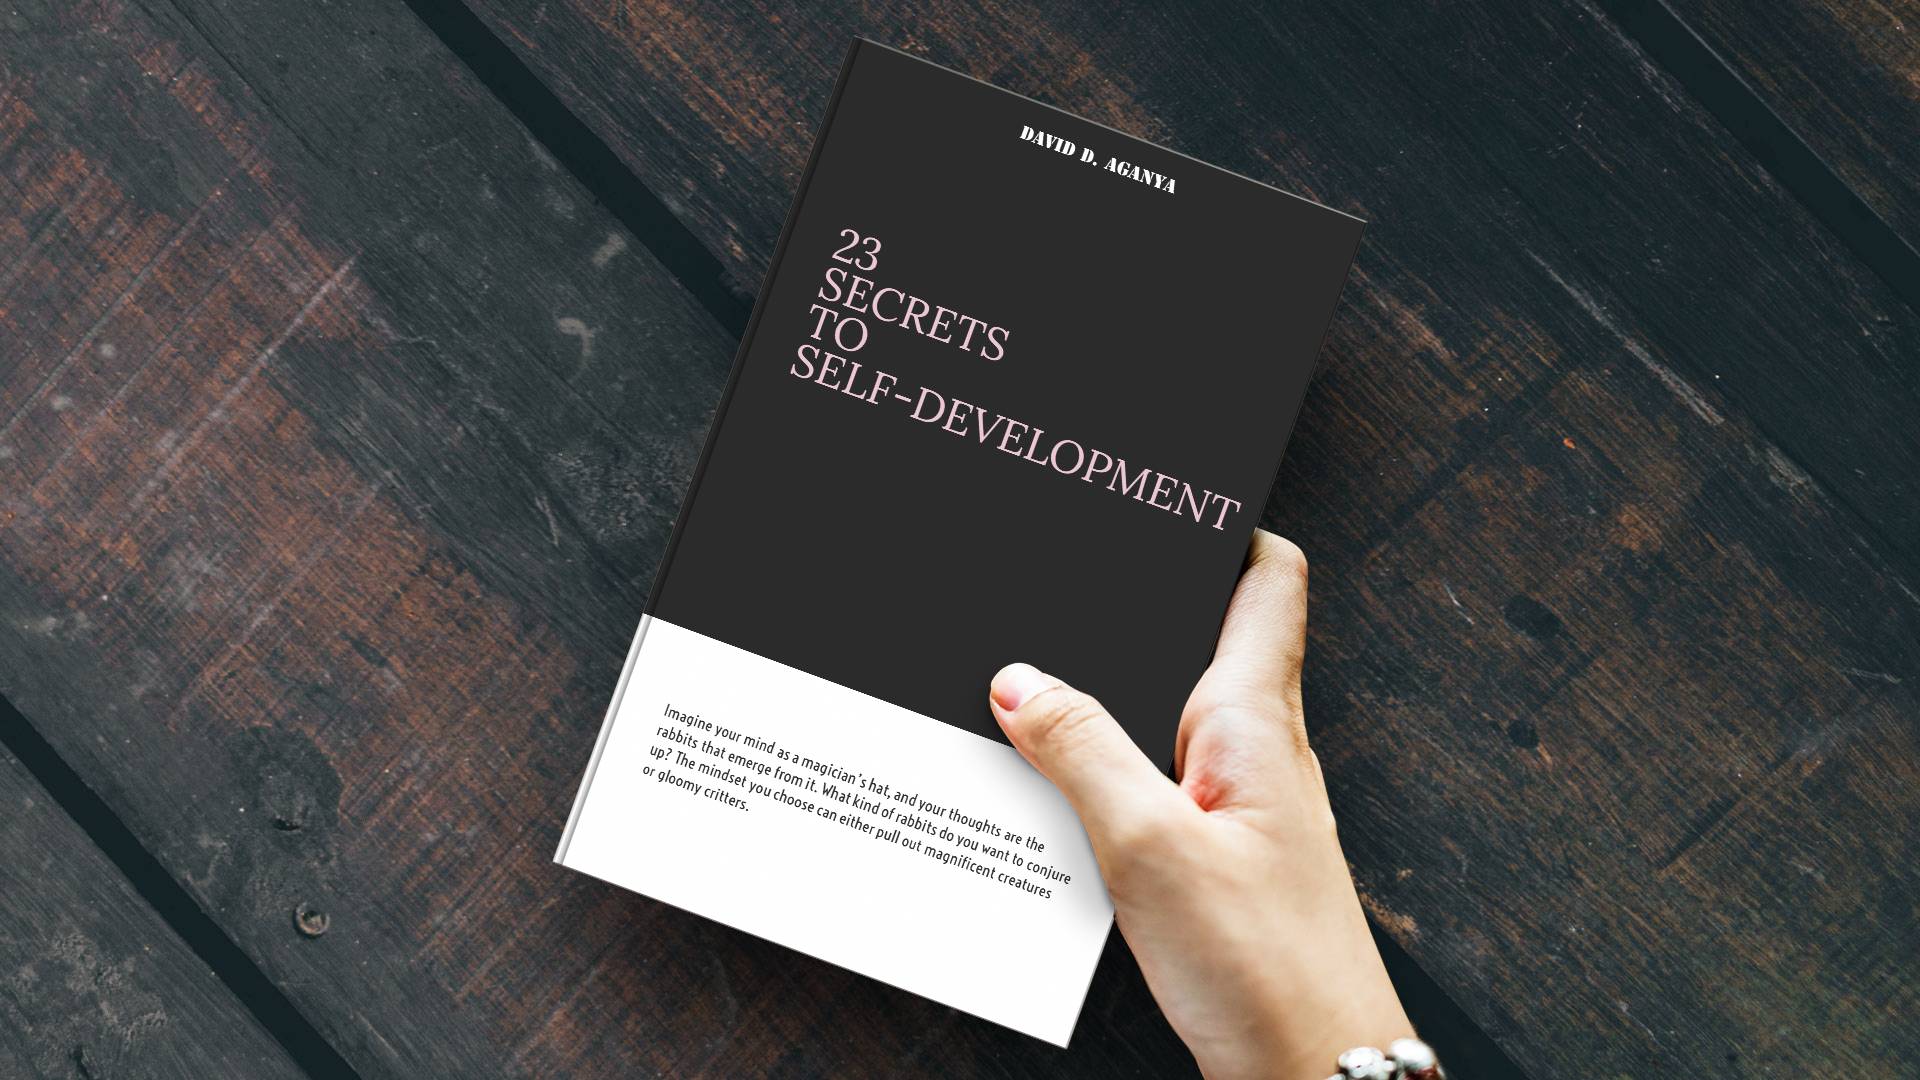 DAVID D. AGANYA
23
SECRETS
TO
SELF-DEVELOPMENT
Imagine your mind as a magician's hat, and your thoughts are the
rabbits that emerge from it. What kind of rabbits do you want to conjure
up? The mindset you choose can either pull out magnificent creatures
or gloomy critters.